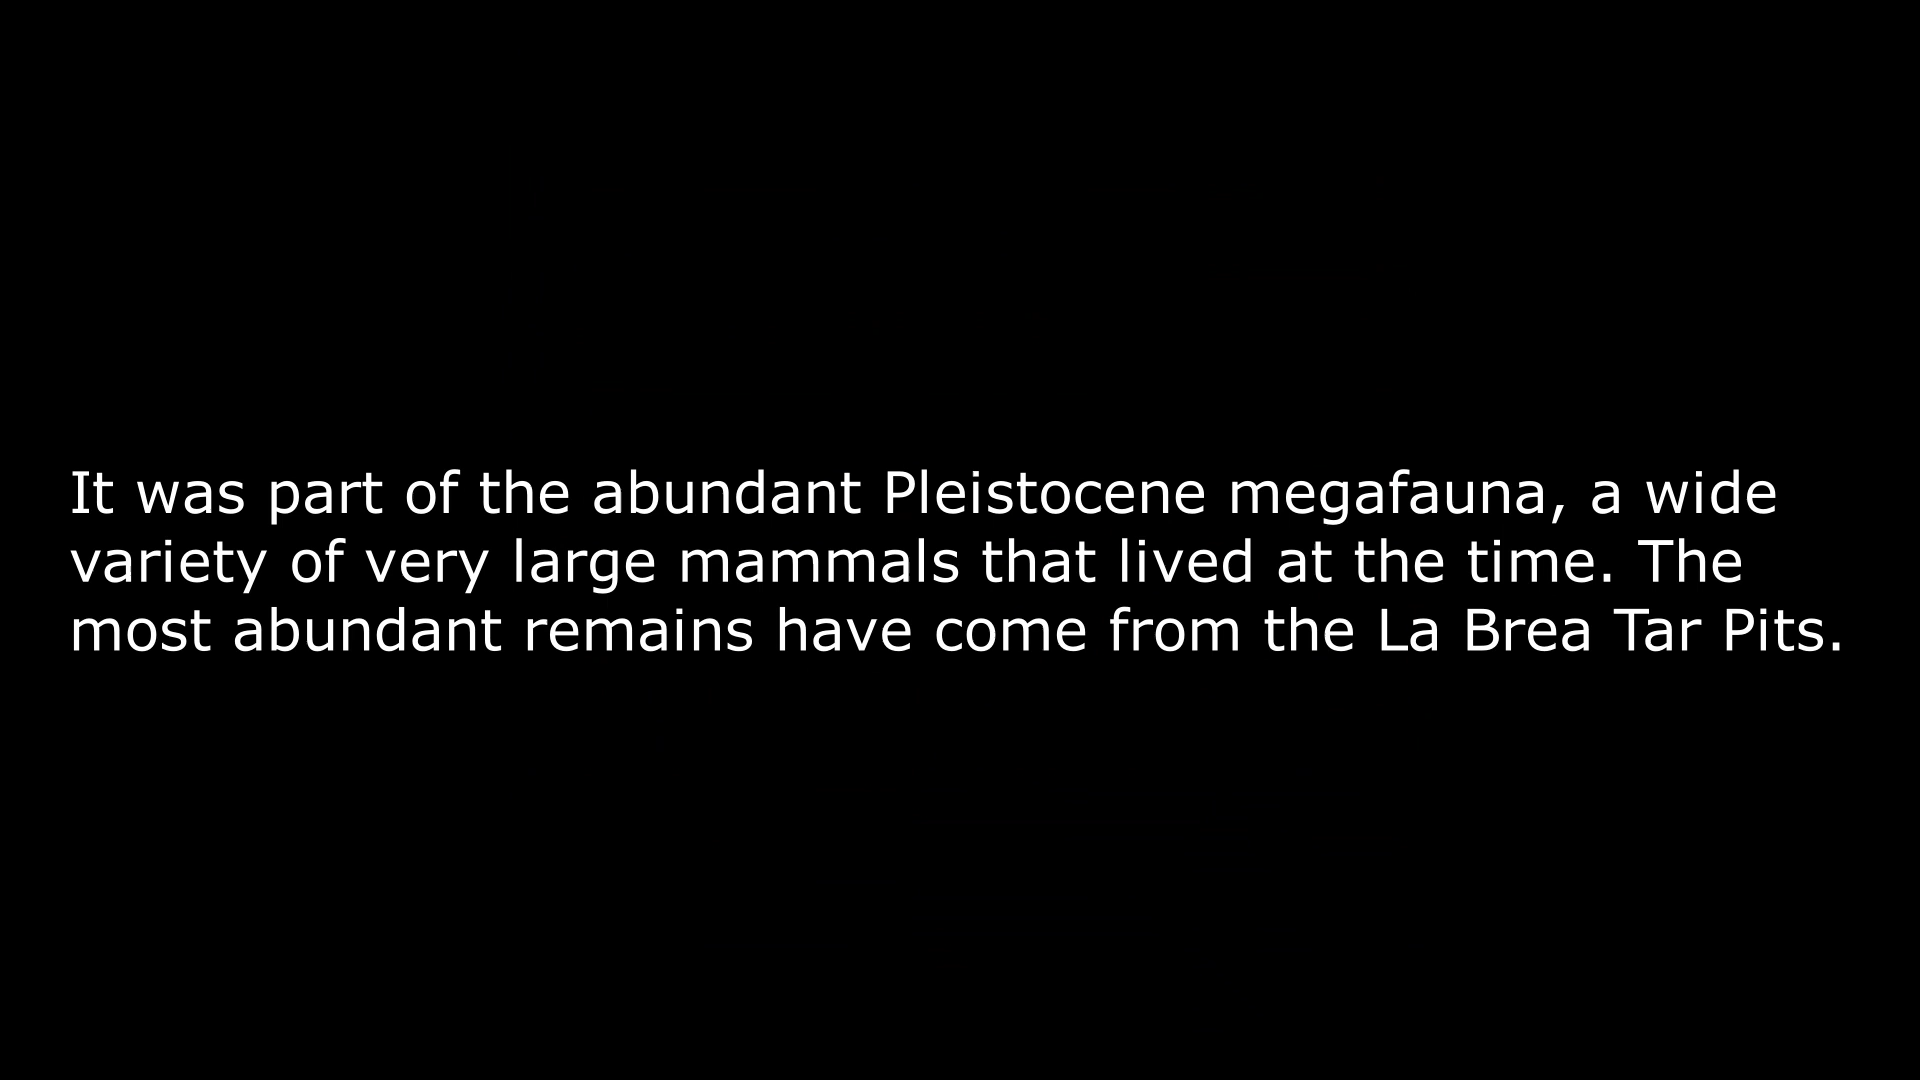 It was part of the abundant Pleistocene megafauna, a wide
variety of very large mammals that lived at the time. The
most abundant remains have come from the La Brea Tar Pits.